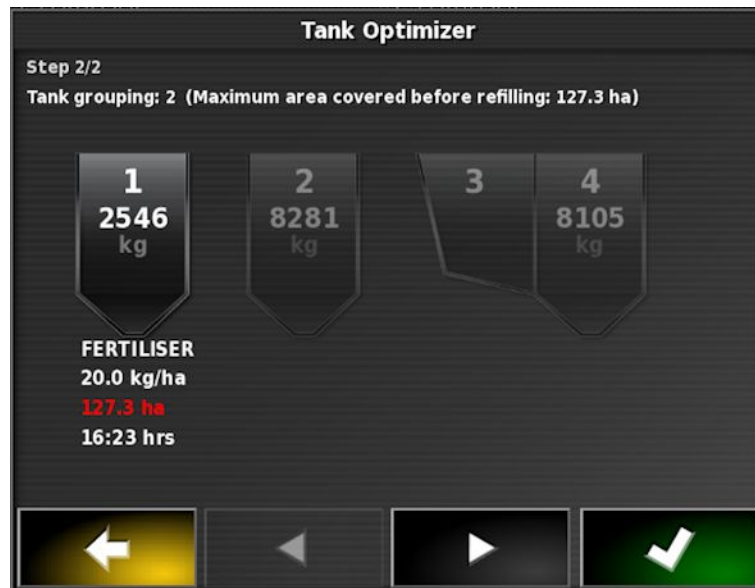 Tank Optimizer
Step 2/2
Tank grouping: 2 (Maximum area covered before refilling: 127.3 ha)
1 2 3 4
2546 8281 8105
kg kg kg
FERTILISER
20.0 kg/ha
127.3 ha
16:23 hrs